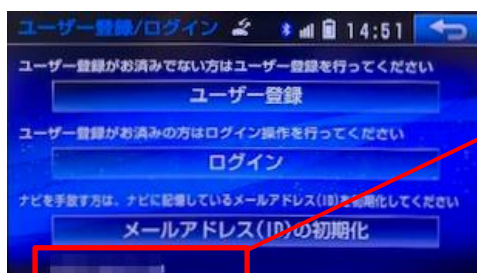 ユーザー登録/ログイン 14:51
ユーザー登録がお済みでない方はユーザー登録を行ってください
ユーザー登録
ユーザー登録がお済みの方はログイン操作を行ってください
ログイン
ナビを手放す方は、ナビに記憶しているメールアドレス(ID)を初期化してください
メールアドレス(ID)の初期化